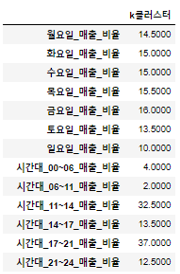 k클러스터
월요일_매출_비율 14.5000
화요일_매출_비율 15.0000
수요일_매출_비율 15.0000
목요일_매출_비율 15.5000
금요일_매출_비율 16.0000
토요일_매출_비율 13.5000
일요일_매출_비율 10.0000
시간대_00~06_매출_비율 4.0000
시간대_06~11_매출_비율 2.0000
시간대_11~14_매출_비율 32.5000
시간대_14~17_매출_비율 13.5000
시간대_17~21_매출_비율 37.0000
시간대_21~24_매출_비율 12.5000